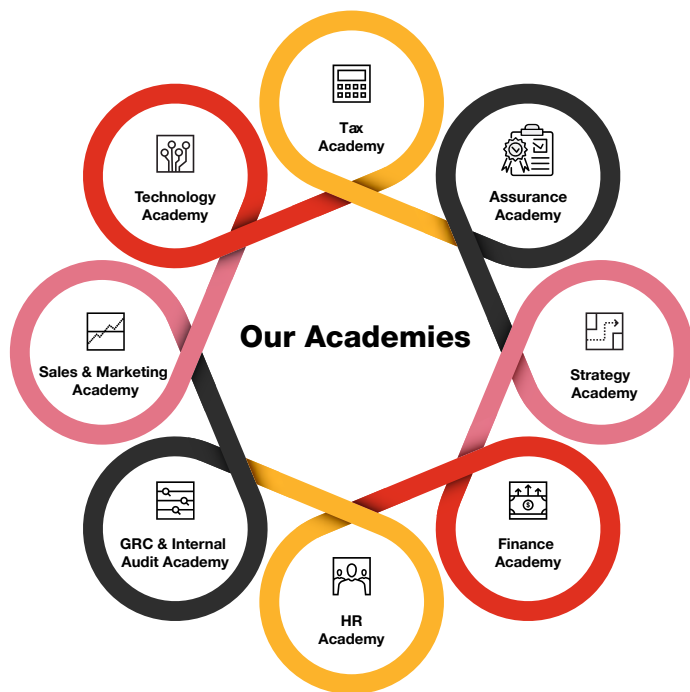 Tax
Academy
Technology
Academy
Assurance
Academy
Our Academies
Sales & Marketing
Academy
Strategy
Academy
GRC & Internal
Audit Academy
$
Finance
Academy
HR
Academy